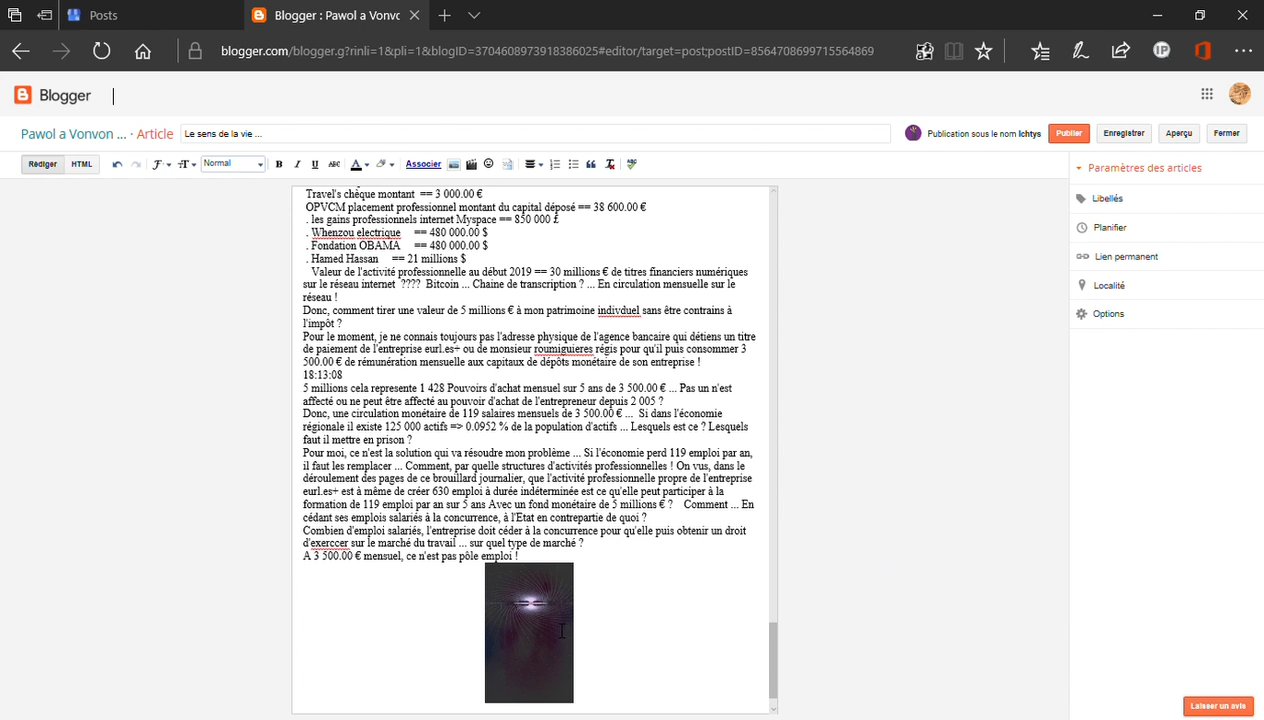 Posts
Blogger : Pawol a Vonvo
blogger.com/blogger.g?rinli=1&pli=1&blogID=3704608973918386025#editor/target=post;postID=8564708699715564869
Blogger
Pawol a Vonvon ... · Article
Le sens de la vie ...
Publication sous le nom Ichtys
Publier
Enregistrer
Aperçu
Fermer
Rédiger
HTML
Normal
B I U ABC A
Associer
Travel's chèque montant == 3 000.00 €
OPVCM placement professionnel montant du capital déposé == 38 600.00 €
. les gains professionnels internet Myspace == 850 000 £
. Whenzou electrique == 480 000.00 $
. Fondation OBAMA == 480 000.00 $
. Hamed Hassan == 21 millions $
Valeur de l'activité professionnelle au début 2019 == 30 millions € de titres financiers numériques
sur le réseau internet ???? Bitcoin ... Chaine de transcription ? ... En circulation mensuelle sur le
réseau !
Donc, comment tirer une valeur de 5 millions € à mon patrimoine indivduel sans être contrains à
l'impôt ?
Pour le moment, je ne connais toujours pas l'adresse physique de l'agence bancaire qui détiens un titre
de paiement de l'entreprise eurl.es+ ou de monsieur roumiguieres régis pour qu'il puis consommer 3
500.00 € de rémunération mensuelle aux capitaux de dépôts monétaire de son entreprise !
18:13:08
5 millions cela represente 1 428 Pouvoirs d'achat mensuel sur 5 ans de 3 500.00 € ... Pas un n'est
affecté ou ne peut être affecté au pouvoir d'achat de l'entrepreneur depuis 2 005 ?
Donc, une circulation monétaire de 119 salaires mensuels de 3 500.00 € ... Si dans l'économie
régionale il existe 125 000 actifs => 0.0952 % de la population d'actifs ... Lesquels est ce ? Lesquels
faut il mettre en prison ?
Pour moi, ce n'est la solution qui va résoudre mon problème ... Si l'économie perd 119 emploi par an,
il faut les remplacer ... Comment, par quelle structures d'activités professionnelles ! On vus, dans le
déroulement des pages de ce brouillard journalier, que l'activité professionnelle propre de l'entreprise
eurl.es+ est à même de créer 630 emploi à durée indéterminée est ce qu'elle peut participer à la
formation de 119 emploi par an sur 5 ans Avec un fond monétaire de 5 millions € ? Comment ... En
cédant ses emplois salariés à la concurrence, à l'Etat en contrepartie de quoi ?
Combien d'emploi salariés, l'entreprise doit céder à la concurrence pour qu'elle puis obtenir un droit
d'exerccer sur le marché du travail ... sur quel type de marché ?
A 3 500.00 € mensuel, ce n'est pas pôle emploi !
Paramètres des articles
Libellés
Planifier
Lien permanent
Localité
Options
Laisser un avis